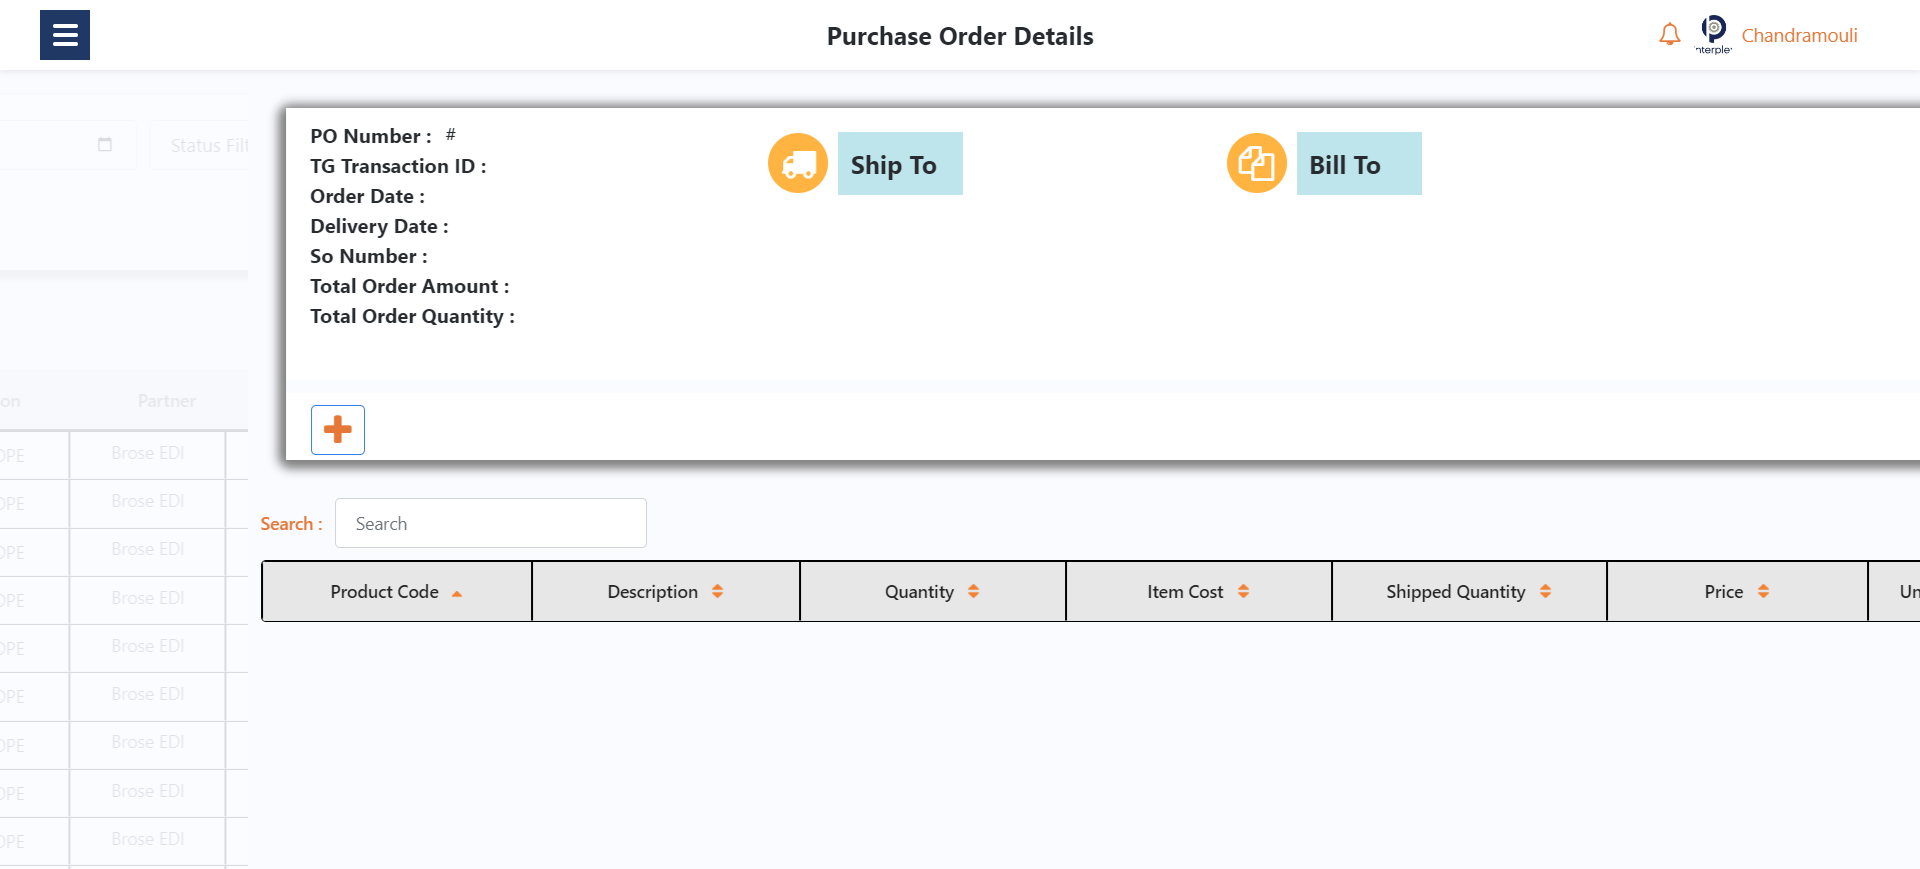 Purchase Order Details
Chandramouli
Status Filt
PO Number : #
TG Transaction ID :
Order Date :
Delivery Date :
So Number :
Total Order Amount :
Total Order Quantity :
Ship To
Bill To
on Partner
OPE Brose EDI
OPE Brose EDI
OPE Brose EDI
OPE Brose EDI
OPE Brose EDI
OPE Brose EDI
OPE Brose EDI
OPE Brose EDI
OPE Brose EDI
Search : Search
Product Code Description Quantity Item Cost Shipped Quantity Price Un